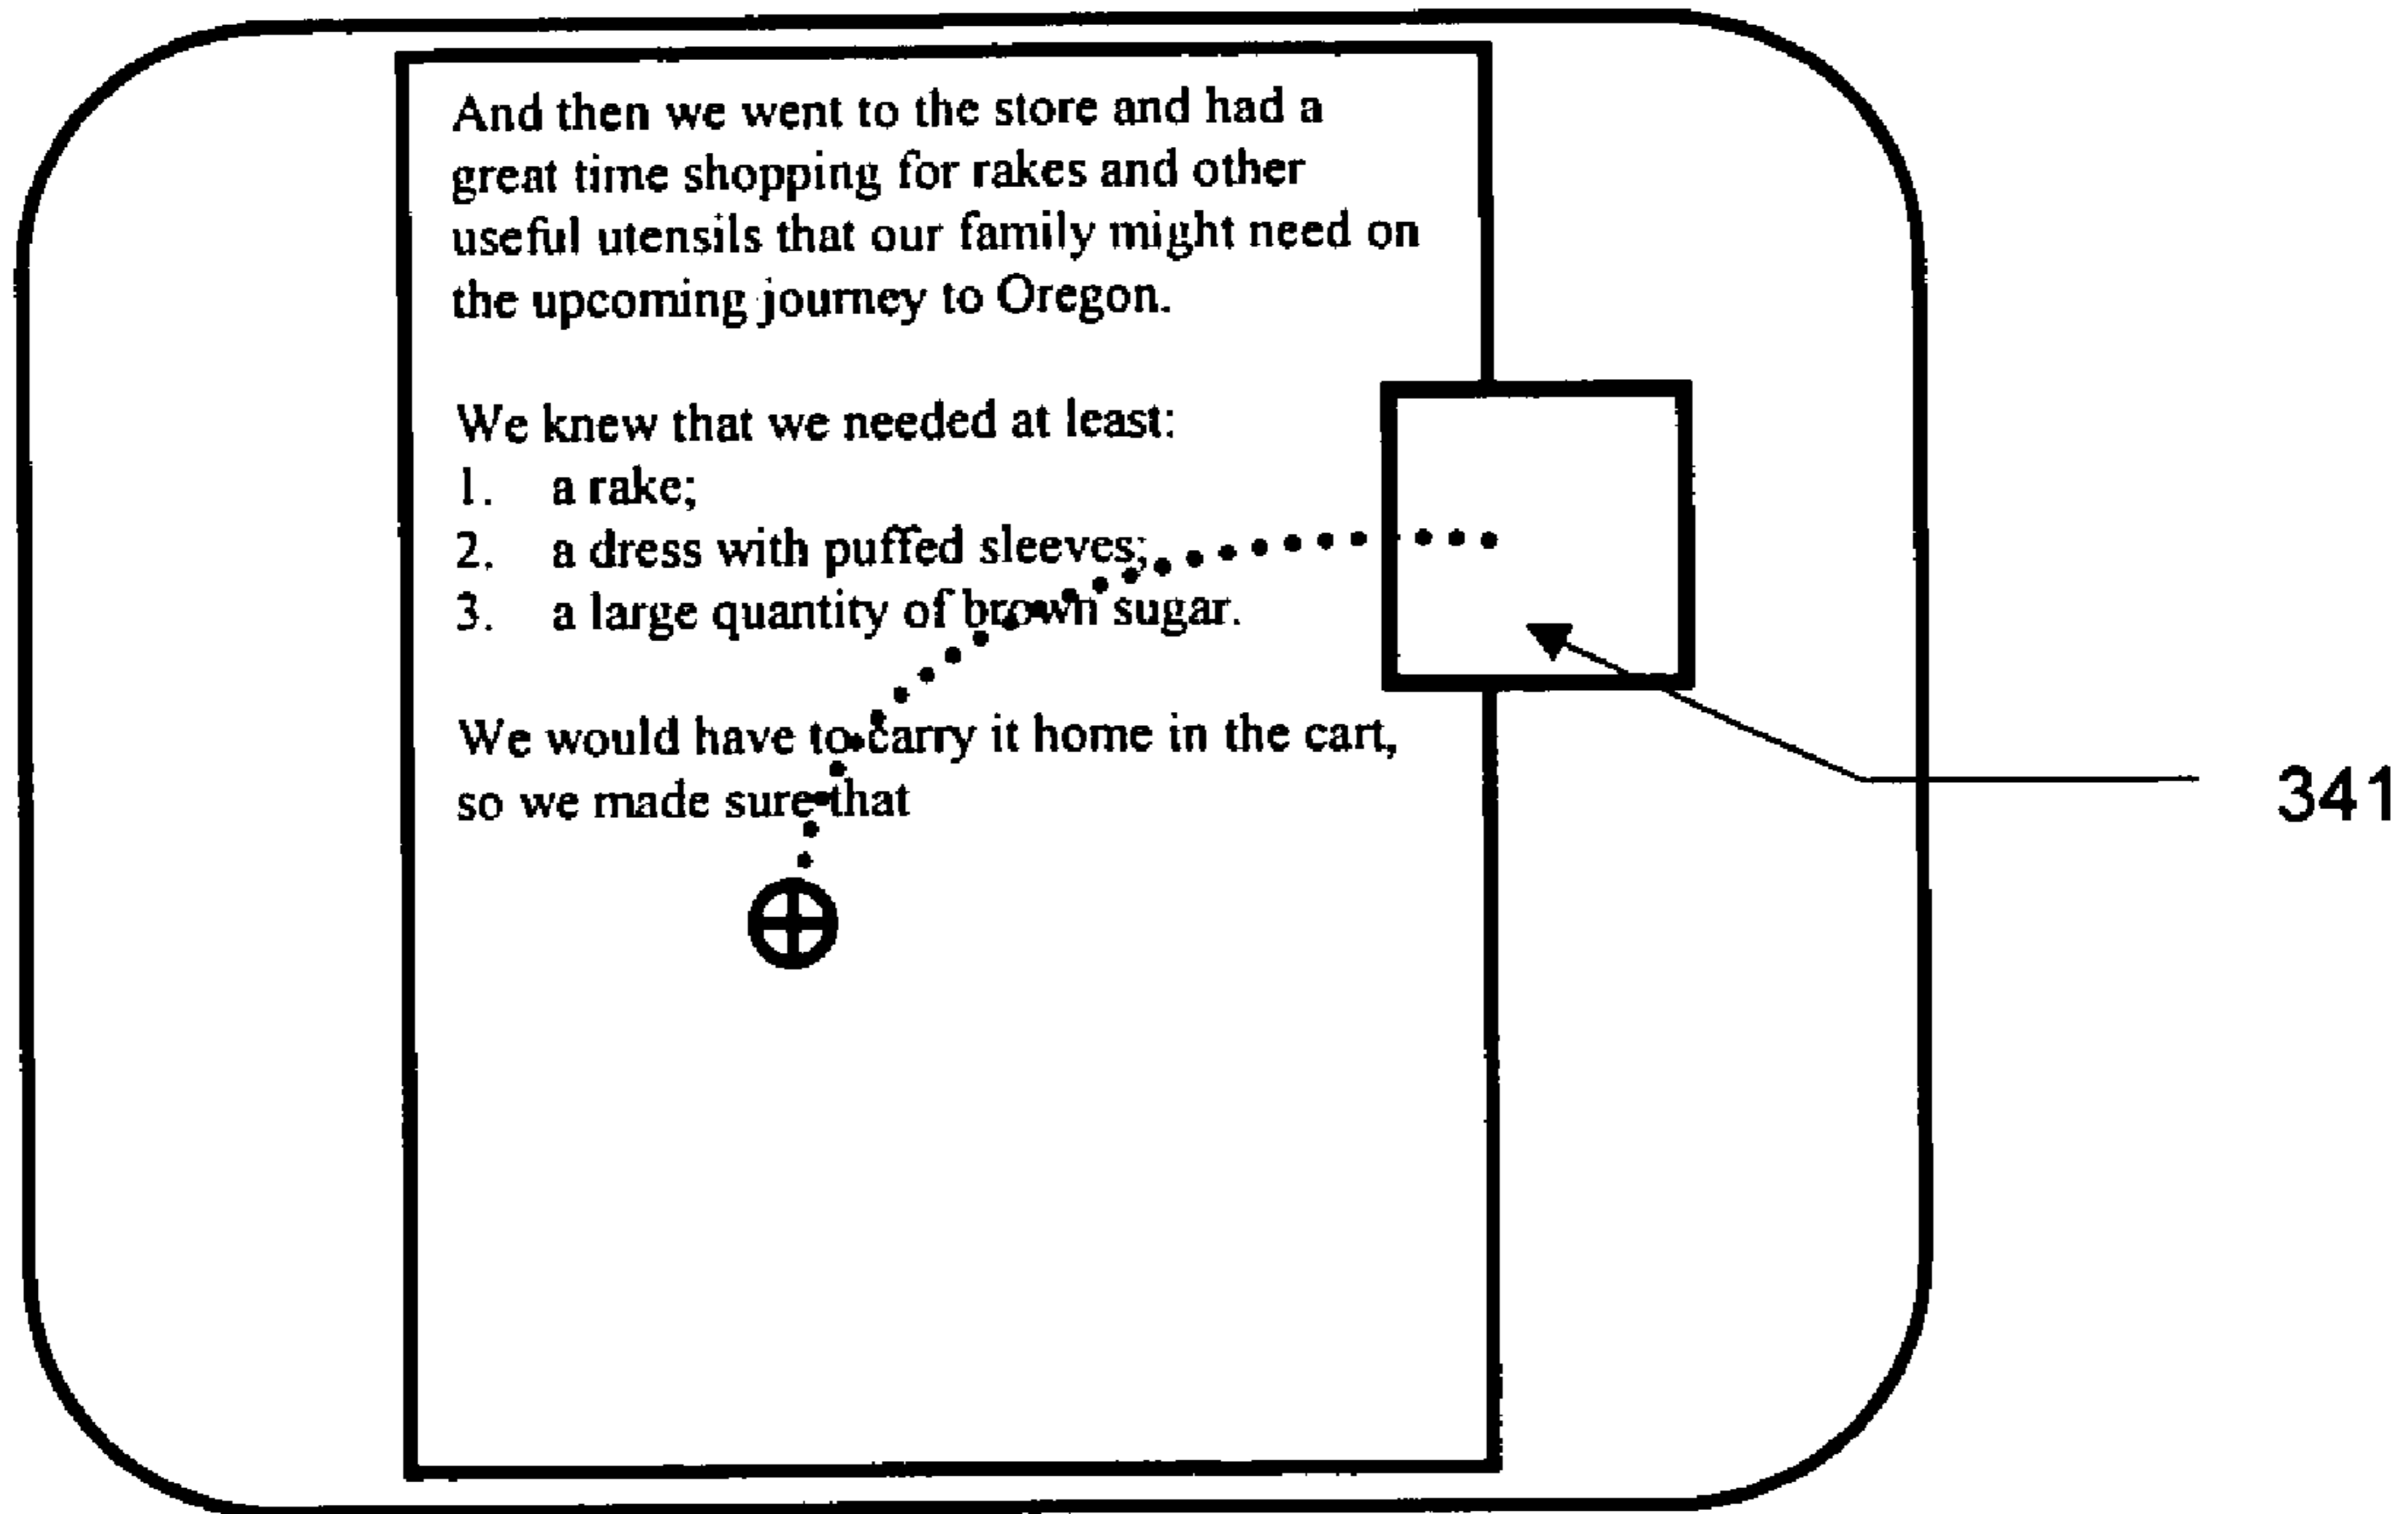 And then we went to the store and had a
great time shopping for rakes and other
useful utensils that our family might need on
the upcoming journey to Oregon.
We knew that we needed at least:
1. a rake;
2. a dress with puffed sleeves;
3. a large quantity of brown sugar.
We would have to carry it home in the cart,
so we made sure that
341